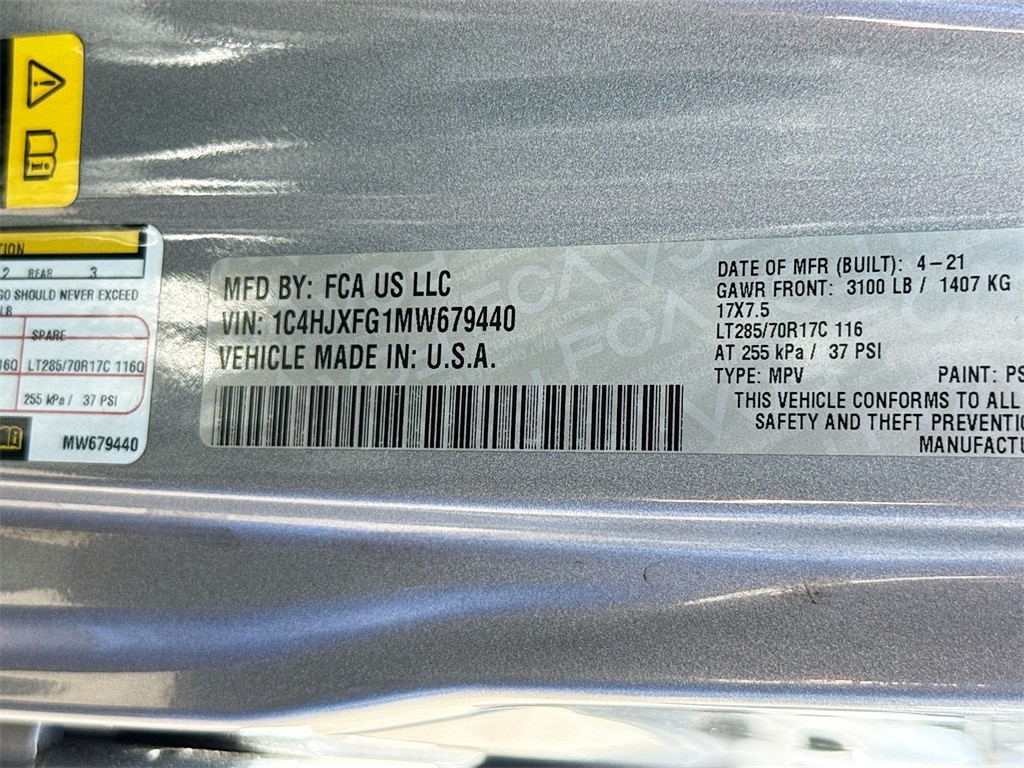 TION
2 REAR 3
GO SHOULD NEVER EXCEED
LB
SPARE
16Q LT285/70R17C 116Q
255 kPa / 37 PSI
MW679440
MFD BY: FCA US LLC
VIN: 1C4HJXFG1MW679440
VEHICLE MADE IN: U.S.A.
DATE OF MFR (BUILT): 4-21
GAWR FRONT: 3100 LB / 1407 KG
17X7.5
LT285/70R17C 116
AT 255 kPa / 37 PSI
TYPE: MPV PAINT: PS
THIS VEHICLE CONFORMS TO ALL
SAFETY AND THEFT PREVENTIO
MANUFACTU